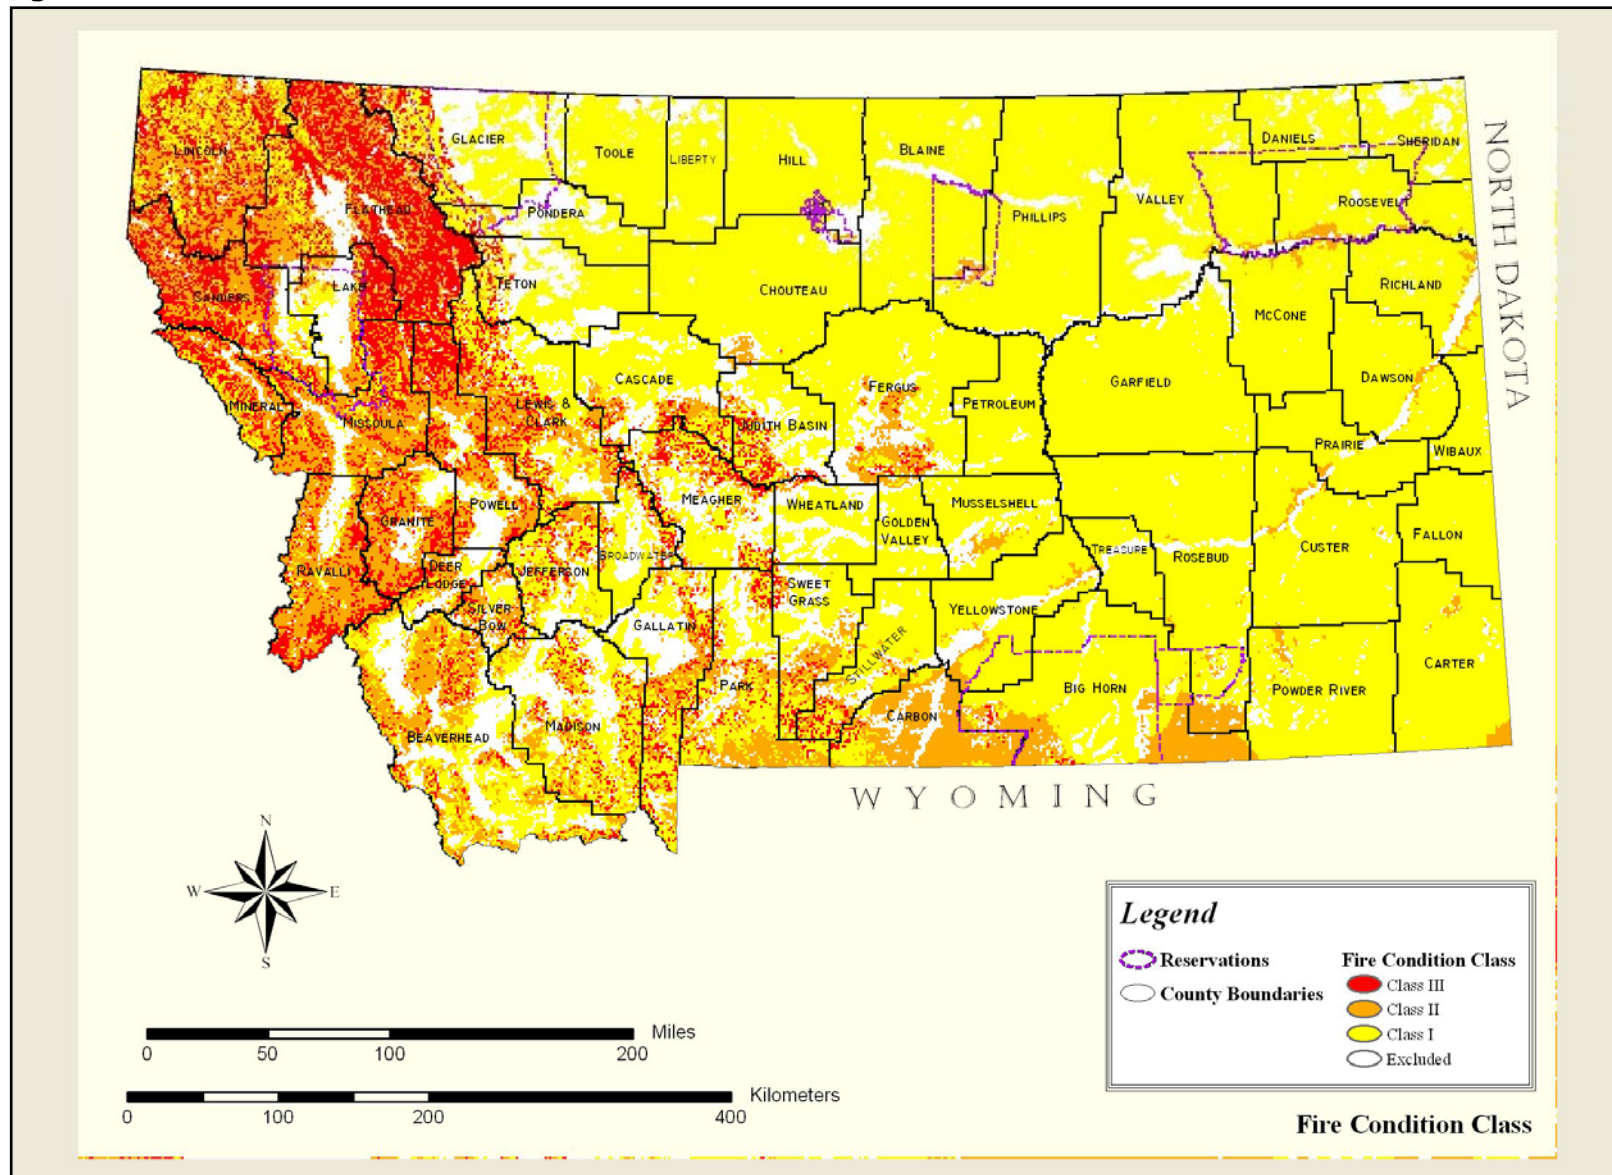 LINCOLN
FLATHEAD
GLACIER
TOOLE
LIBERTY
HILL
BLAINE
PHILLIPS
VALLEY
DANIELS
SHERIDAN
ROOSEVELT
PONDERA
TETON
CHOUTEAU
SANDERS
LAKE
RICHLAND
McCONE
DAWSON
GARFIELD
CASCADE
FERGUS
PETROLEUM
LEWIS &
CLARK
JUDITH BASIN
MINERAL
MISSOULA
PRAIRIE
WIBAUX
POWELL
GRANITE
MEAGHER
WHEATLAND
GOLDEN
VALLEY
MUSSELSHELL
TREASURE
ROSEBUD
CUSTER
FALLON
RAVALLI
DEER
LODGE
JEFFERSON
BROADWATER
SWEET
GRASS
SILVER
BOW
GALLATIN
STILLWATER
YELLOWSTONE
BIG HORN
POWDER RIVER
CARTER
PARK
CARBON
BEAVERHEAD
MADISON
NORTH DAKOTA
WYOMING
N
W
E
S
Miles
0
50
100
200
Kilometers
0
100
200
400
Legend
Reservations
County Boundaries
Fire Condition Class
Class III
Class II
Class I
Excluded
Fire Condition Class